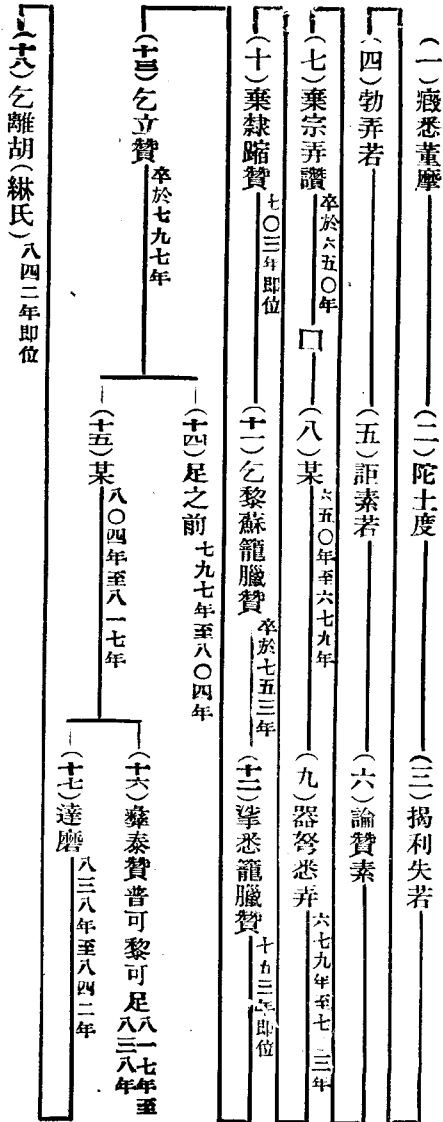 (一)瘕悉董摩
(二)陀土度
(三)揭利失若
(四)勃弄若
(五)詎素若
(六)論贊素
(七)棄宗弄讚 卒於六五〇年
(八)某 六五〇年至六七九年
(九)器弩悉弄 六七九年至七 三年
(十)棄隸蹜贊 七〇三年即位
(十一)乞黎蘇籠臘贊 卒於七五三年
(十二)挲悉籠臘贊 七五三年即位
(十三)乞立贊 卒於七九七年
(十四)足之前 七九七年至八〇四年
(十五)某 八〇四年至八一七年
(十六)彝泰贊普可黎可足 八一七年至
八三八年
(十七)達磨 八三八年至八四二年
(十八)乞離胡(綝氏) 八四二年即位